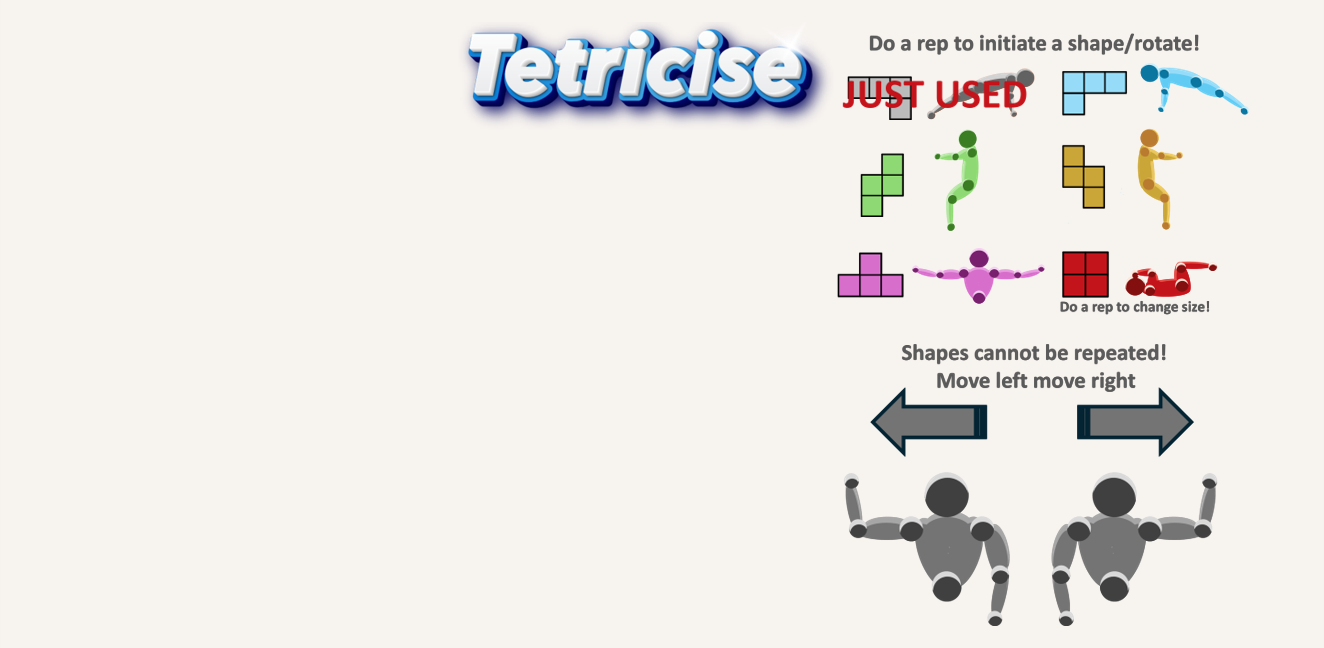 Tetricise
Do a rep to initiate a shape/rotate!
JUST USED
Do a rep to change size!
Shapes cannot be repeated!
Move left move right